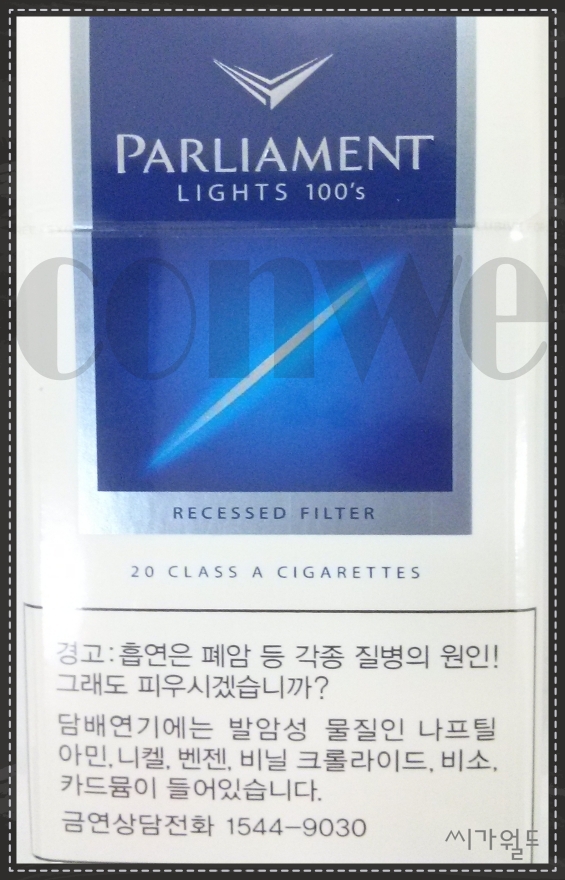 PARLIAMENT
LIGHTS 100's
conwe
RECESSED FILTER
20 CLASS A CIGARETTES
경고:흡연은 폐암 등 각종 질병의 원인!
그래도 피우시겠습니까?
담배연기에는 발암성 물질인 나프틸
아민,니켈,벤젠,비닐 크롤라이드,비소,
카드뮴이 들어있습니다.
금연상담전화 1544-9030
씨가월드